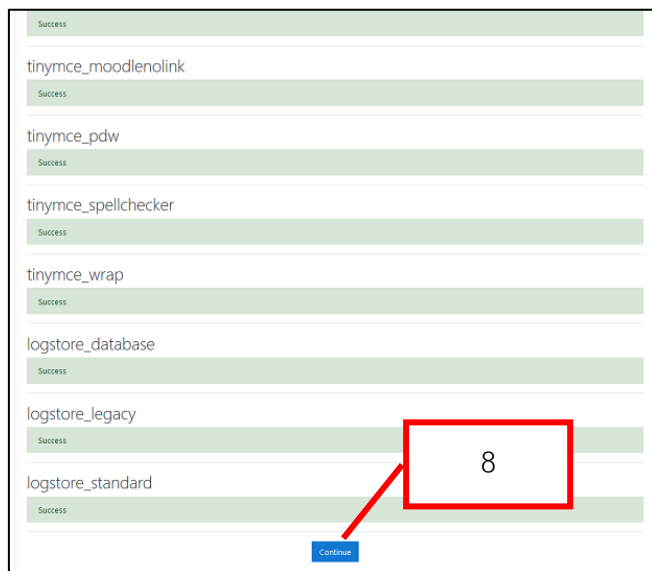 Success
tinymce_moodlenolink
Success
tinymce_pdw
Success
tinymce_spellchecker
Success
tinymce_wrap
Success
logstore_database
Success
logstore_legacy
Success
8
logstore_standard
Success
Continue